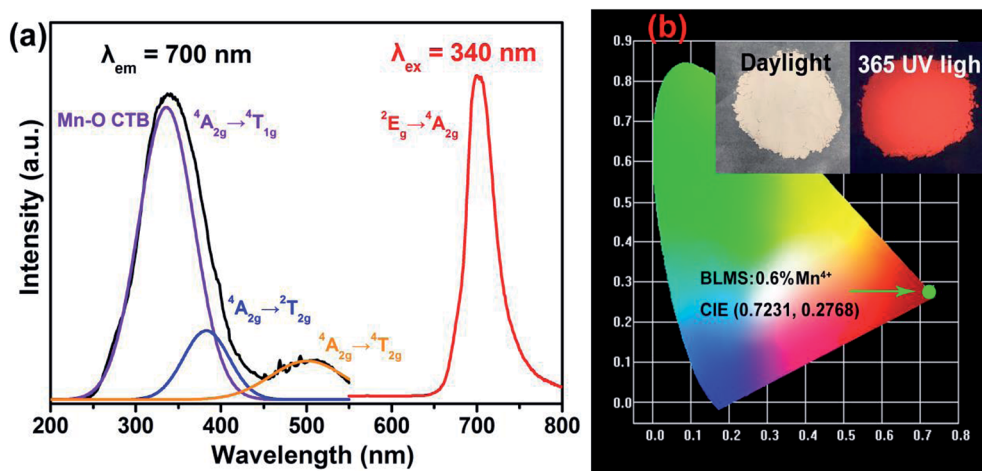 (a)
λem = 700 nm
λex = 340 nm
Mn-O CTB
⁴A₂g→⁴T₁g
²Eg→⁴A₂g
⁴A₂g→²T₂g
⁴A₂g→⁴T₂g
Intensity (a.u.)
200 300 400 500 600 700 800
Wavelength (nm)
(b)
Daylight
365 UV ligh
0.9
0.8
0.7
0.6
0.5
0.4
0.3
0.2
0.1
0.0
BLMS:0.6%Mn⁴⁺
CIE (0.7231, 0.2768)
0.0 0.1 0.2 0.3 0.4 0.5 0.6 0.7 0.8